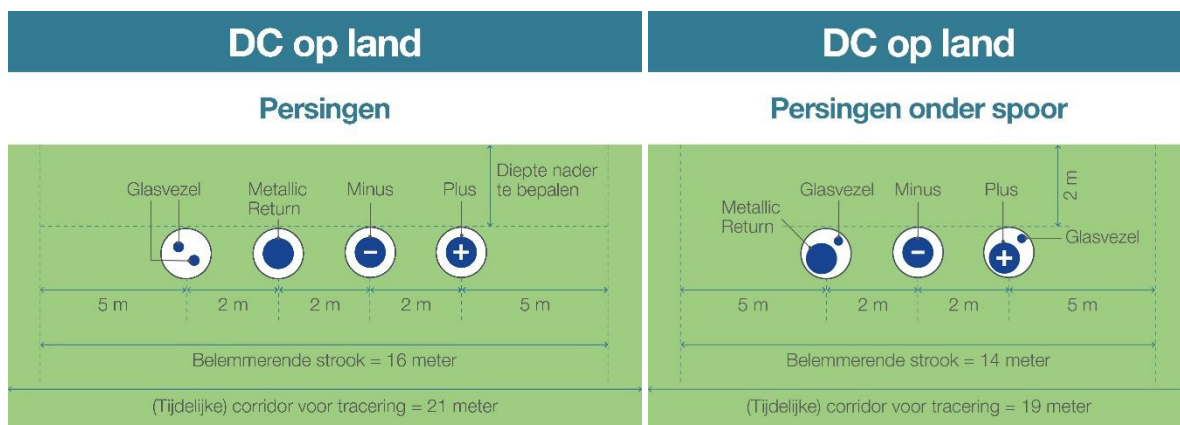 DC op land
Persingen
Diepte nader
te bepalen
Glasvezel
Metallic
Return
Minus
Plus
−
+
5 m
2 m
2 m
2 m
5 m
Belemmerende strook = 16 meter
(Tijdelijke) corridor voor tracering = 21 meter
DC op land
Persingen onder spoor
2 m
Metallic
Return
Glasvezel
Minus
Plus
Glasvezel
−
+
5 m
2 m
2 m
5 m
Belemmerende strook = 14 meter
(Tijdelijke) corridor voor tracering = 19 meter